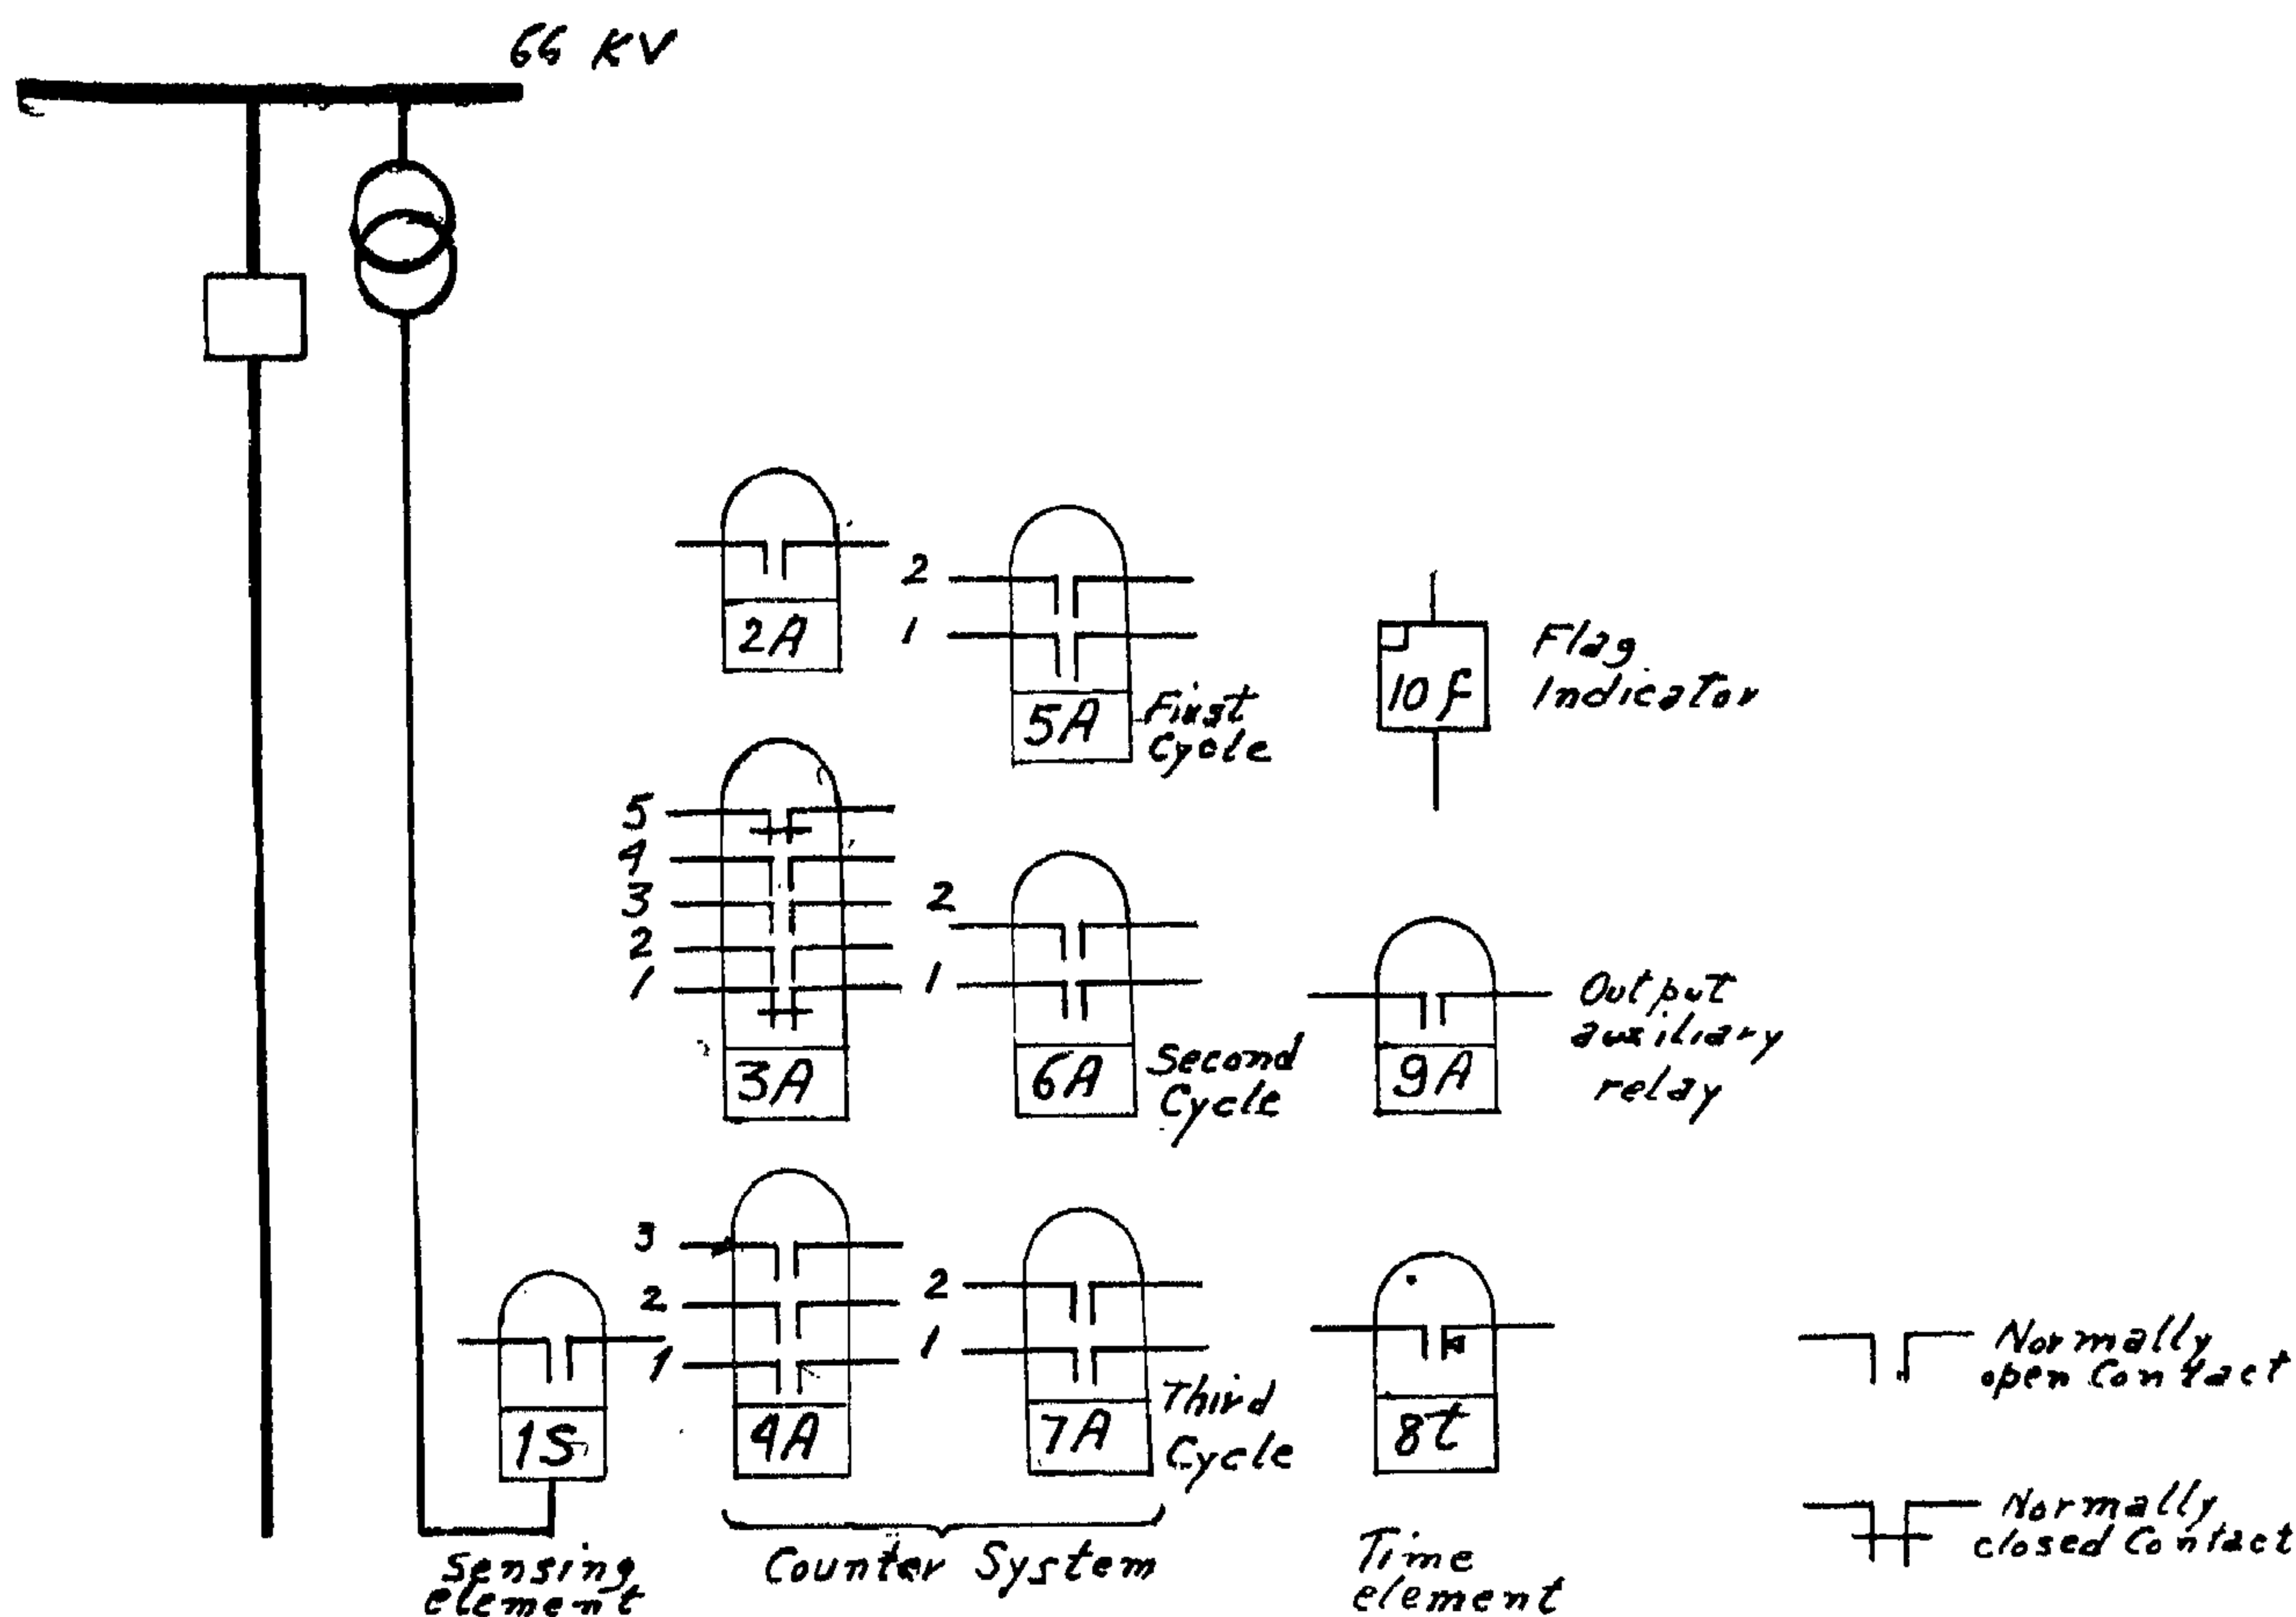 66 KV
2A
2
1
5A
First
Cycle
10 f
Flag
Indicator
5
4
3
2
1
3A
2
1
6A
Second
Cycle
9A
Output
auxiliary
relay
1S
3
2
1
4A
2
1
7A
Third
Cycle
8t
Normally
open Contact
Normally
closed Contact
Sensing
element
Counter System
Time
element